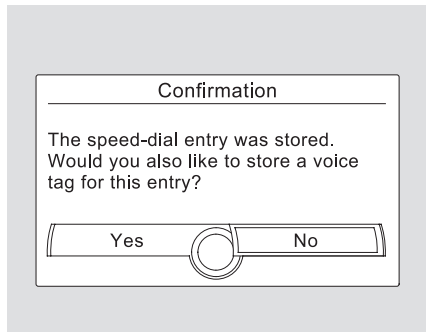 Confirmation
The speed-dial entry was stored.
Would you also like to store a voice
tag for this entry?
Yes
No